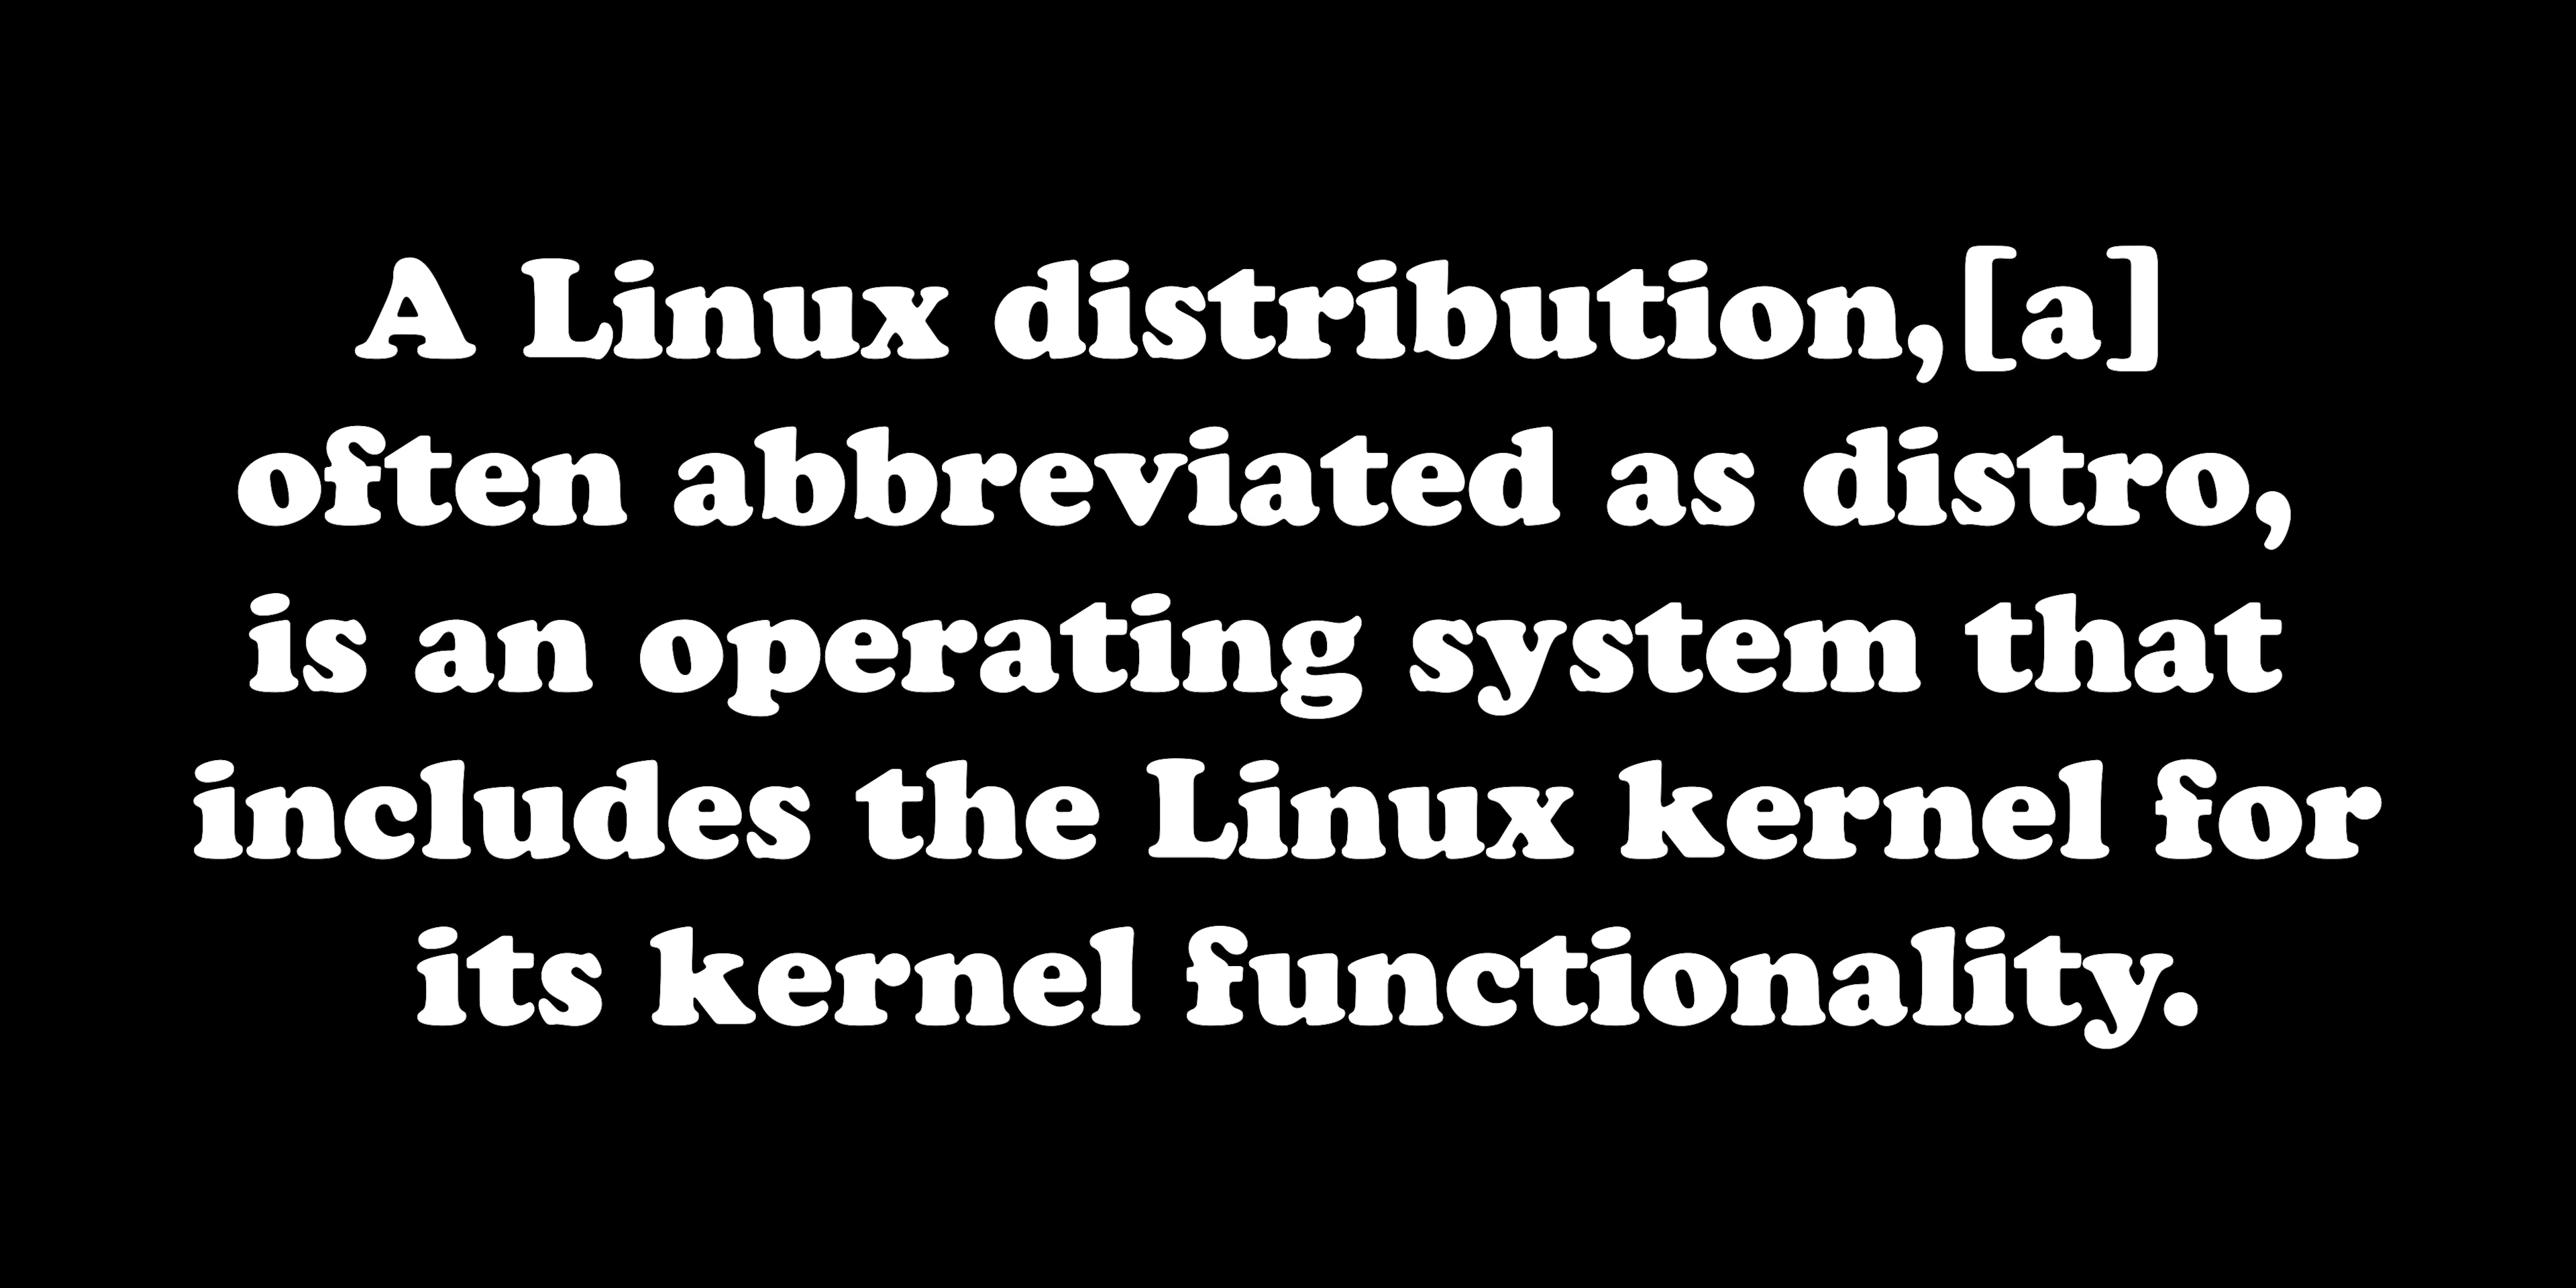 A Linux distribution,[a]
often abbreviated as distro,
is an operating system that
includes the Linux kernel for
its kernel functionality.